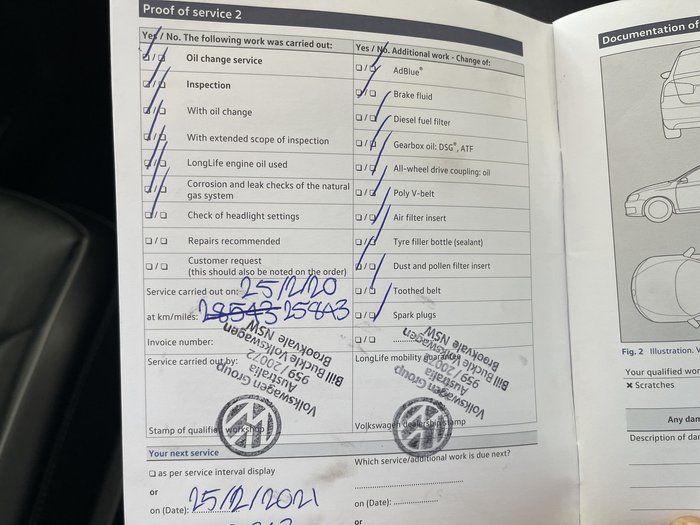 Proof of service 2
Yes / No. The following work was carried out:
Oil change service
Inspection
With oil change
With extended scope of inspection
LongLife engine oil used
Corrosion and leak checks of the natural
gas system
Check of headlight settings
Repairs recommended
Customer request
(this should also be noted on the order)
Service carried out on: 25/2/20
at km/miles: 28543 25843
Invoice number:
Service carried out by:
Volkswagen Group
Australia
959 / 20072
Bill Buckle Volkswagen
Brookvale NSW
Stamp of qualified workshop
Yes / No. Additional work - Change of:
AdBlue®
Brake fluid
Diesel fuel filter
Gearbox oil: DSG®, ATF
All-wheel drive coupling: oil
Poly V-belt
Air filter insert
Tyre filler bottle (sealant)
Dust and pollen filter insert
Toothed belt
Spark plugs
LongLife mobility guarantee
Volkswagen Group
Australia
959 / 20072
Bill Buckle Volkswagen
Brookvale NSW
Volkswagen dealership stamp
Your next service
as per service interval display
or
on (Date): 25/2/2021
Which service/additional work is due next?
on (Date):
or
Documentation of
Fig. 2 Illustration.
Your qualified wor
× Scratches
Any dam
Description of dar